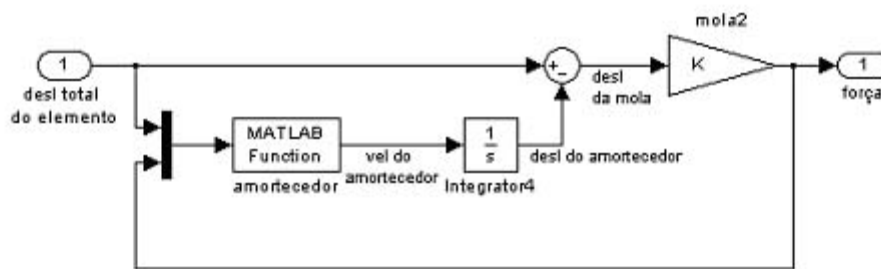 mola2
1
desl total
do elemento
+
-
desl
da mola
K
1
força
MATLAB
Function
amortecedor
vel do
amortecedor
1
s
Integrator4
desl do amortecedor